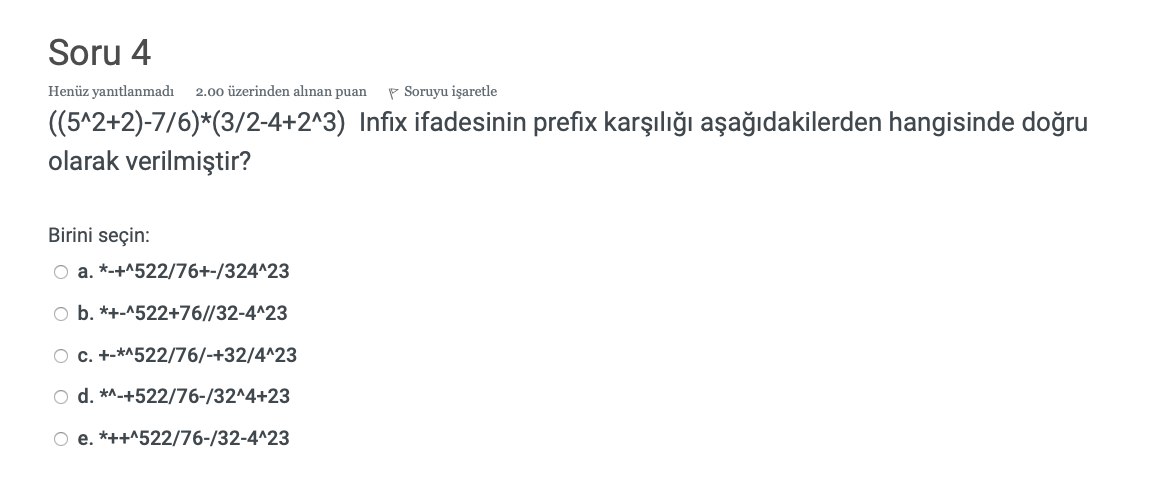 Soru 4
Henüz yanıtlanmadı 2.00 üzerinden alınan puan Soruyu işaretle
((5^2+2)-7/6)*(3/2-4+2^3) Infix ifadesinin prefix karşılığı aşağıdakilerden hangisinde doğru
olarak verilmiştir?
Birini seçin:
a. *-+^522/76+-/324^23
b. *+-^522+76//32-4^23
c. +-*^522/76/-+32/4^23
d. *^-+522/76-/32^4+23
e. *++^522/76-/32-4^23